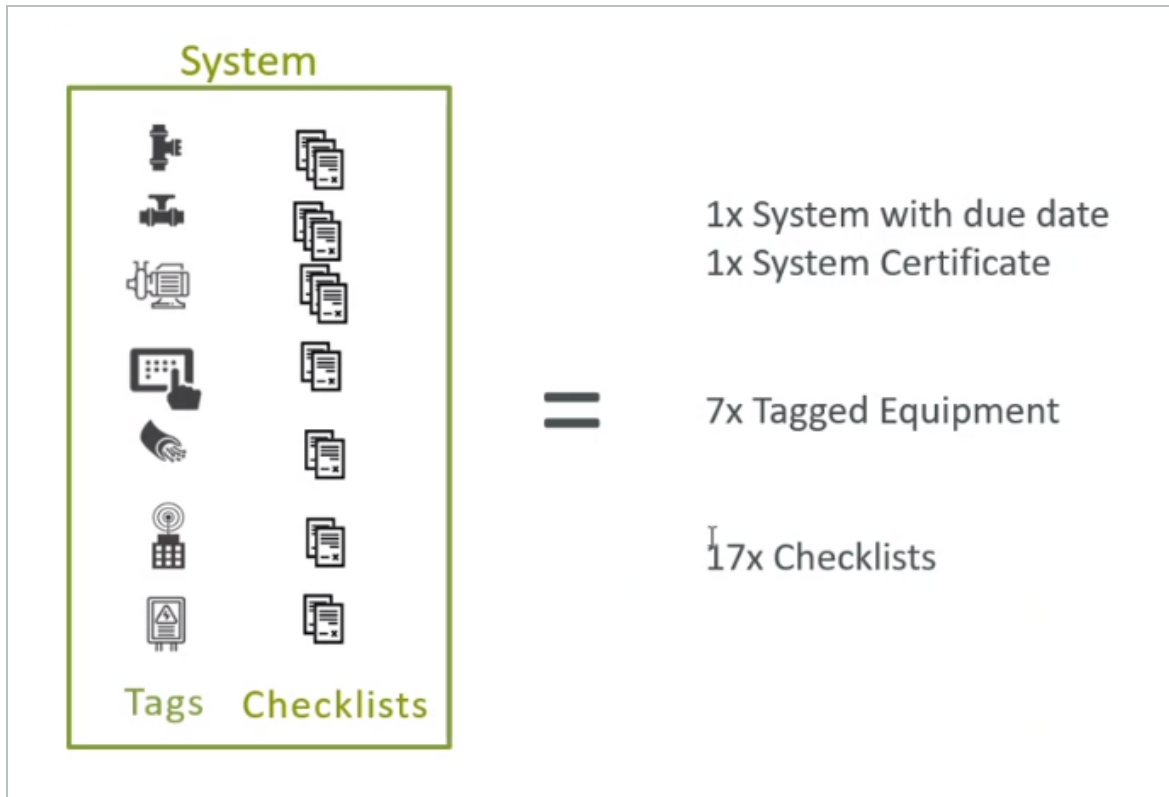 System
Tags Checklists
=
1x System with due date
1x System Certificate
7x Tagged Equipment
17x Checklists